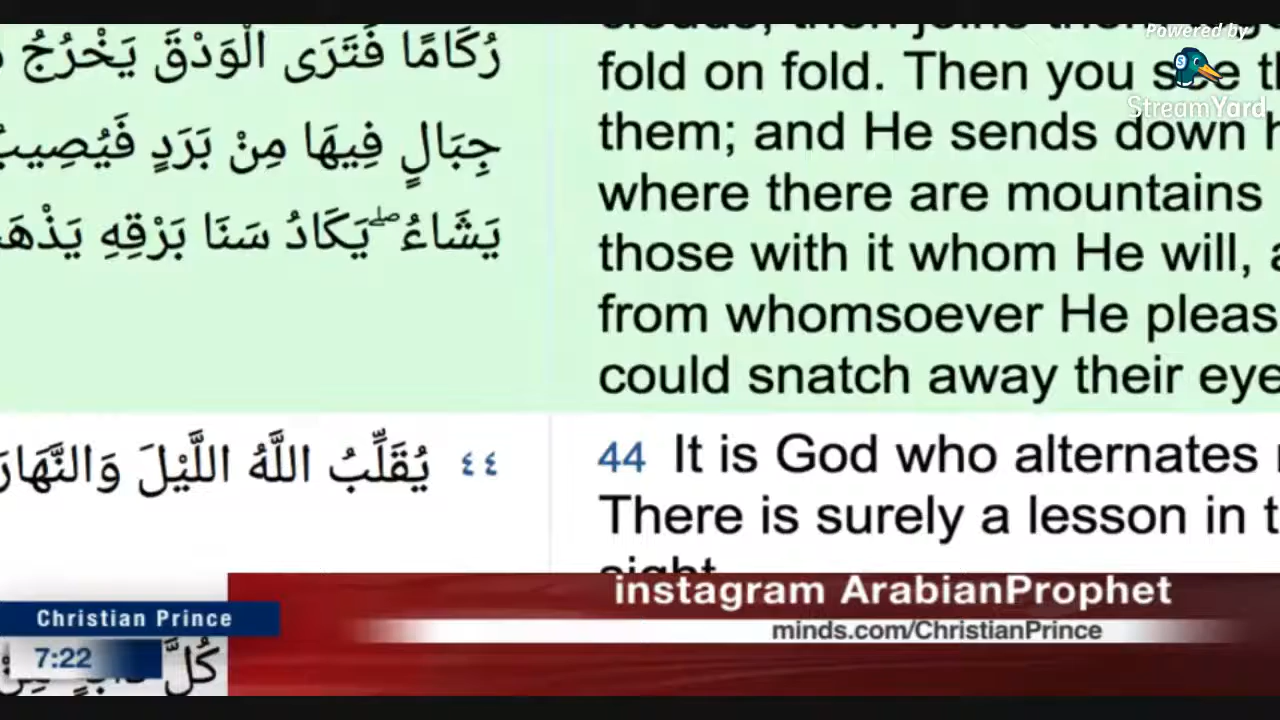 Powered by
StreamYard
رُكَامًا فَتَرَى الْوَدْقَ يَخْرُجُ
جِبَالٍ فِيهَا مِنْ بَرَدٍ فَيُصِيبُ
يَشَاءُ ۖ يَكَادُ سَنَا بَرْقِهِ
fold on fold. Then you see
them; and He sends down
where there are mountains
those with it whom He will,
from whomsoever He pleas
could snatch away their eye
٤٤ يُقَلِّبُ اللَّهُ اللَّيْلَ وَالنَّهَارَ
44 It is God who alternates
There is surely a lesson in
sight
instagram ArabianProphet
minds.com/ChristianPrince
Christian Prince
7:22
كُلَّ